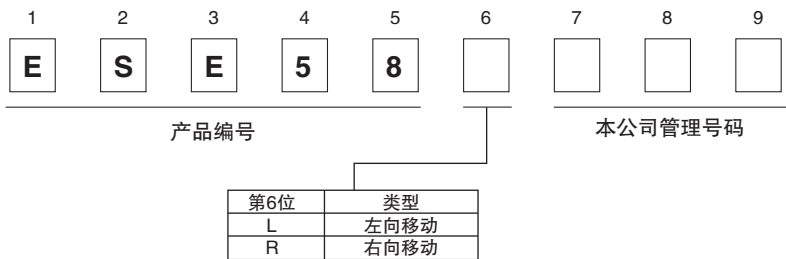 1 2 3 4 5 6 7 8 9
E S E 5 8
产品编号 本公司管理号码
第6位 类型
L 左向移动
R 右向移动